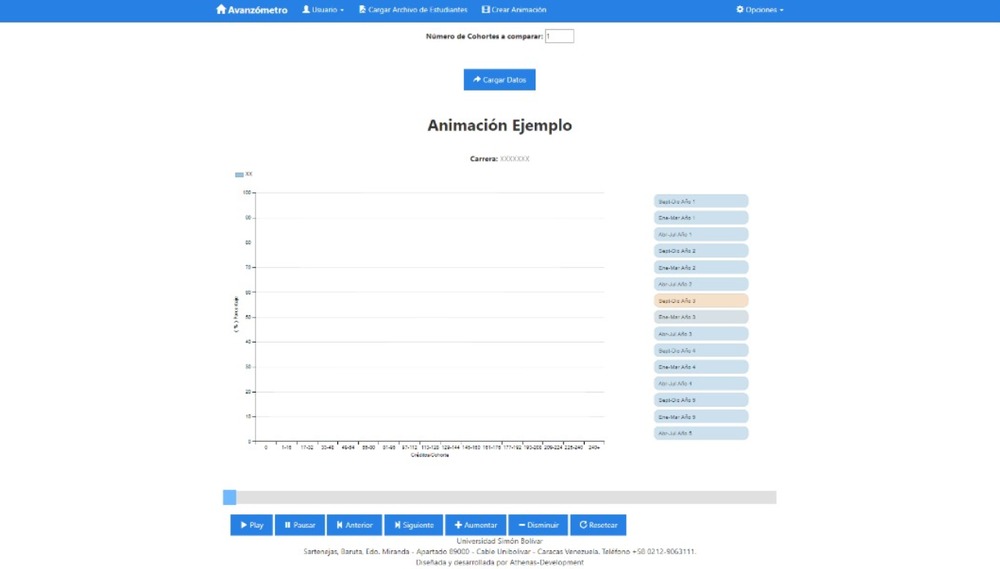 Avanzómetro Usuario Cargar Archivo de Estudiantes Crear Animación Opciones
Número de Cohortes a comparar: 1
Cargar Datos
Animación Ejemplo
Carrera: XXXXXXX
XX
100
90
80
70
60
50
40
30
20
10
0
( % ) Porcentaje
0 1-16 17-32 33-48 49-64 65-80 81-96 97-112 113-128 129-144 145-160 161-176 177-192 193-208 209-224 225-240 240+
Créditos/Cohorte
Sept-Dic Año 1
Ene-Mar Año 1
Abr-Jul Año 1
Sept-Dic Año 2
Ene-Mar Año 2
Abr-Jul Año 2
Sept-Dic Año 3
Ene-Mar Año 3
Abr-Jul Año 3
Sept-Dic Año 4
Ene-Mar Año 4
Abr-Jul Año 4
Sept-Dic Año 5
Ene-Mar Año 5
Abr-Jul Año 5
Play Pausar Anterior Siguiente Aumentar Disminuir Resetear
Universidad Simón Bolívar
Sartenejas, Baruta, Edo. Miranda - Apartado 89000 - Cable Unibolivar - Caracas Venezuela. Teléfono +58 0212-9063111.
Diseñada y desarrollada por Athenas-Development